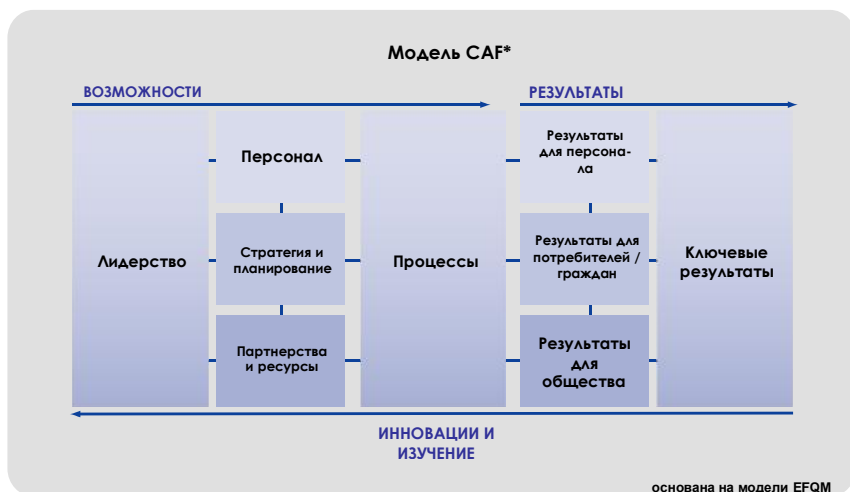 Модель CAF*
ВОЗМОЖНОСТИ
РЕЗУЛЬТАТЫ
Лидерство
Персонал
Стратегия и
планирование
Партнерства
и ресурсы
Процессы
Результаты
для персона-
ла
Результаты для
потребителей /
граждан
Результаты
для
общества
Ключевые
результаты
ИННОВАЦИИ И
ИЗУЧЕНИЕ
основана на модели EFQM